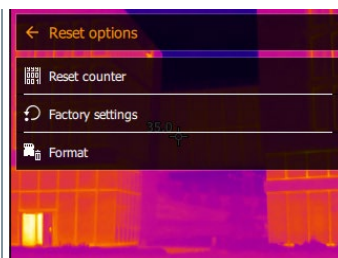 Reset options
Reset counter
Factory settings
35.0
Format